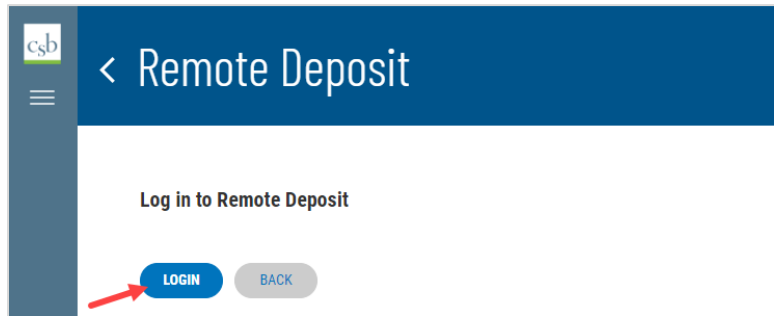 csb
Remote Deposit
Log in to Remote Deposit
LOGIN
BACK